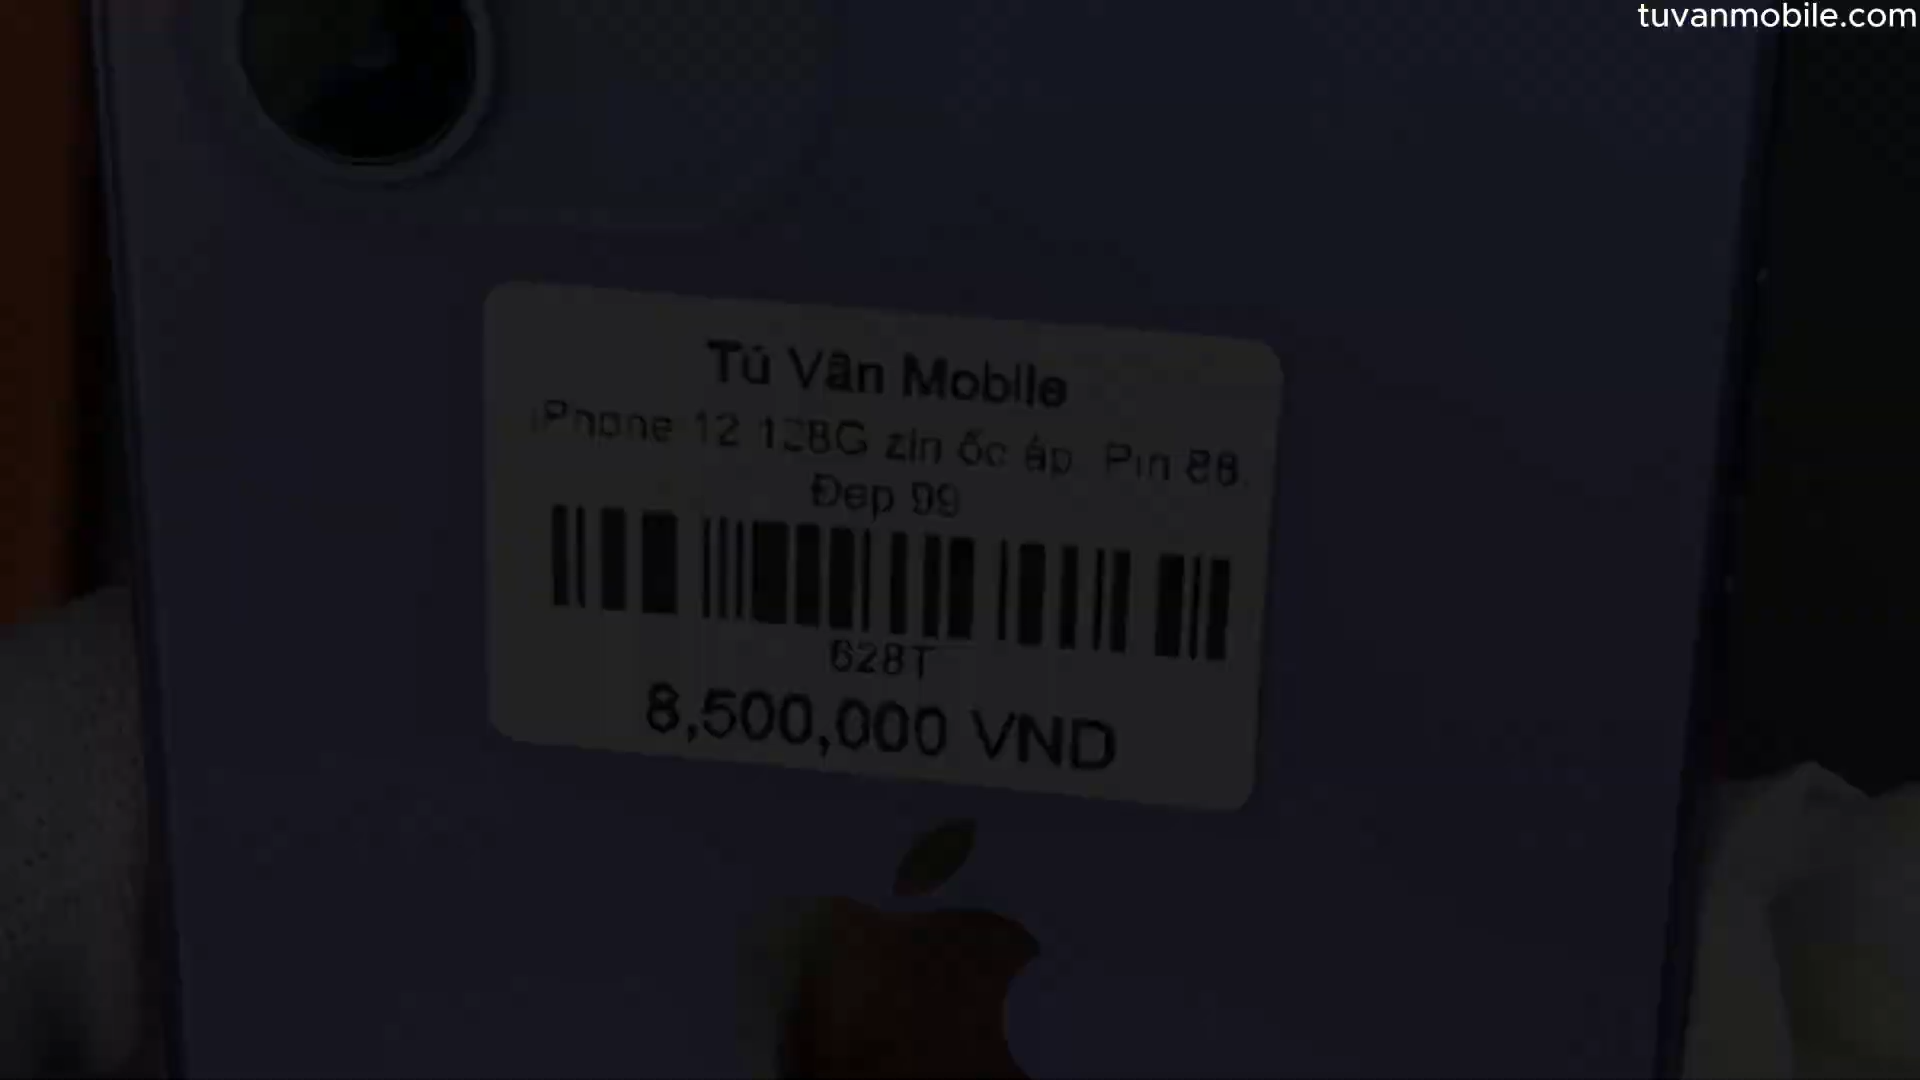 tuvanmobile.com
Tú Vân Mobile
iPhone 12 128G zin ốc áp. Pin 88.
Đẹp 99
628T
8,500,000 VND